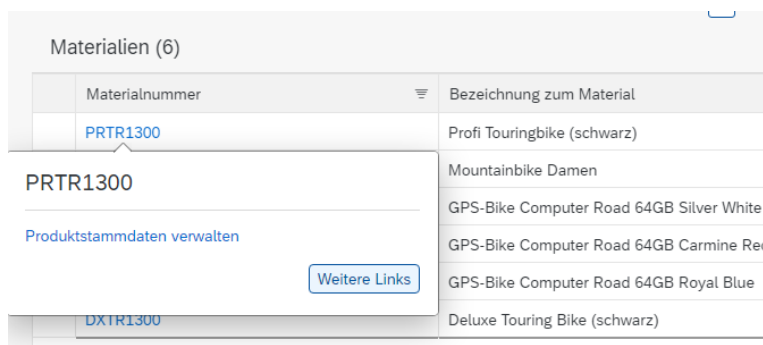 Materialien (6)
Materialnummer Bezeichnung zum Material
PRTR1300 Profi Touringbike (schwarz)
PRTR1300
Produktstammdaten verwalten
Weitere Links
Mountainbike Damen
GPS-Bike Computer Road 64GB Silver White
GPS-Bike Computer Road 64GB Carmine Re
GPS-Bike Computer Road 64GB Royal Blue
DXTR1300 Deluxe Touring Bike (schwarz)